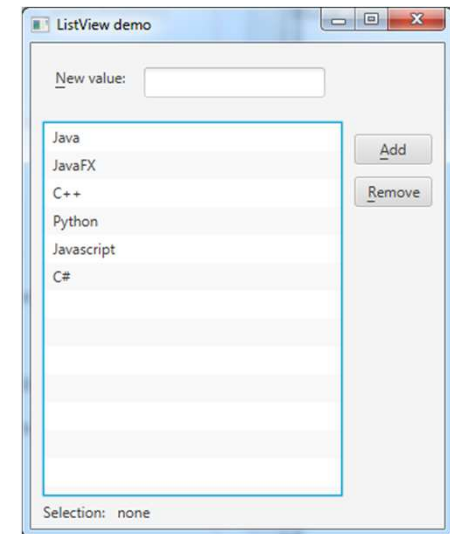 ListView demo
New value:
Java
JavaFX
C++
Python
Javascript
C#
Add
Remove
Selection: none